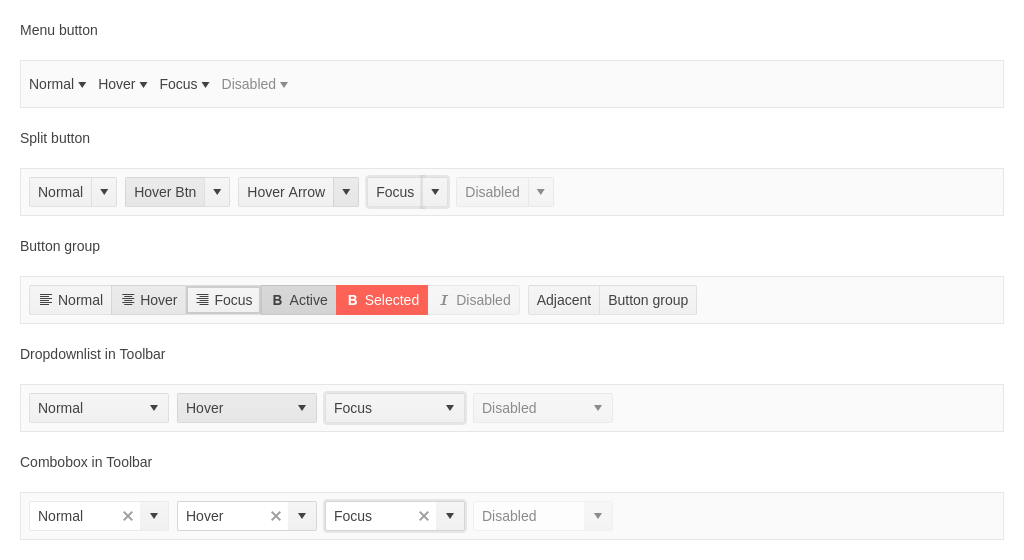 Menu button
Normal Hover Focus Disabled
Split button
Normal Hover Btn Hover Arrow Focus Disabled
Button group
Normal Hover Focus B Active B Selected I Disabled Adjacent Button group
Dropdownlist in Toolbar
Normal Hover Focus Disabled
Combobox in Toolbar
Normal Hover Focus Disabled